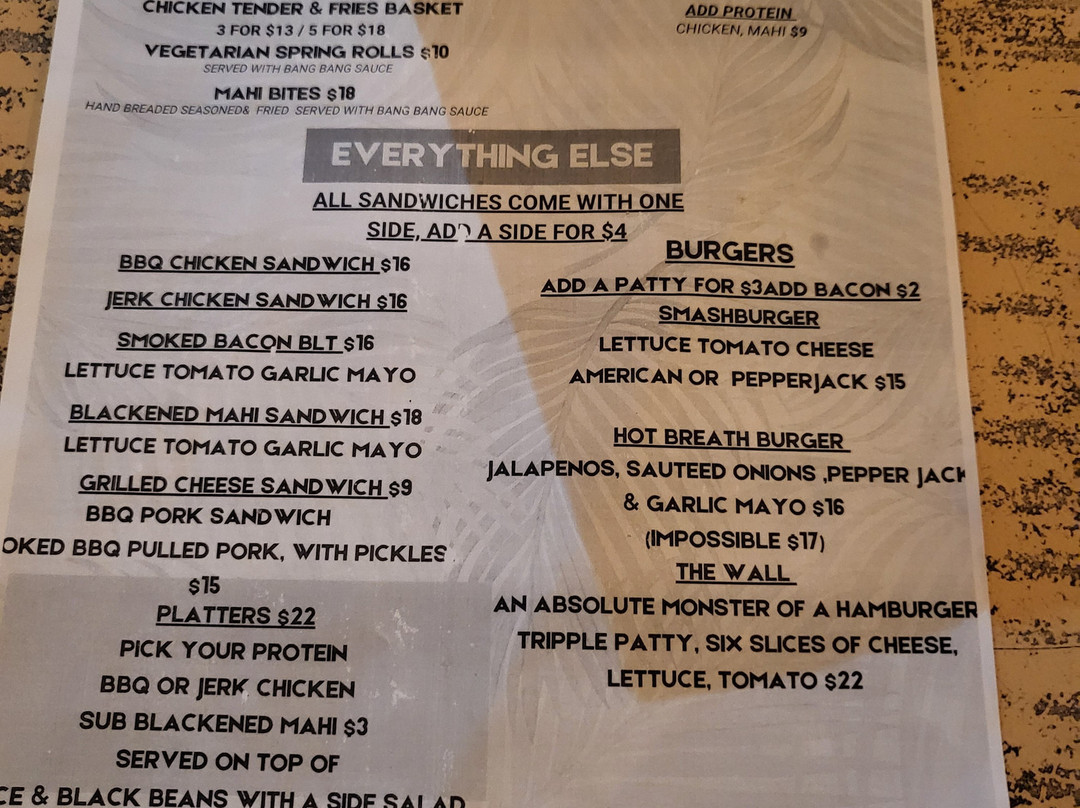 CHICKEN TENDER & FRIES BASKET
3 FOR $13 / 5 FOR $18
VEGETARIAN SPRING ROLLS $10
SERVED WITH BANG BANG SAUCE
MAHI BITES $18
HAND BREADED SEASONED& FRIED SERVED WITH BANG BANG SAUCE
ADD PROTEIN
CHICKEN, MAHI $9
EVERYTHING ELSE
ALL SANDWICHES COME WITH ONE
SIDE, ADD A SIDE FOR $4
BBQ CHICKEN SANDWICH $16
JERK CHICKEN SANDWICH $16
SMOKED BACON BLT $16
LETTUCE TOMATO GARLIC MAYO
BLACKENED MAHI SANDWICH $18
LETTUCE TOMATO GARLIC MAYO
GRILLED CHEESE SANDWICH $9
BBQ PORK SANDWICH
OKED BBQ PULLED PORK, WITH PICKLES
$15
PLATTERS $22
PICK YOUR PROTEIN
BBQ OR JERK CHICKEN
SUB BLACKENED MAHI $3
SERVED ON TOP OF
CE & BLACK BEANS WITH A SIDE SALAD
BURGERS
ADD A PATTY FOR $3ADD BACON $2
SMASHBURGER
LETTUCE TOMATO CHEESE
AMERICAN OR PEPPERJACK $15
HOT BREATH BURGER
JALAPENOS, SAUTEED ONIONS ,PEPPER JACK
& GARLIC MAYO $16
(IMPOSSIBLE $17)
THE WALL
AN ABSOLUTE MONSTER OF A HAMBURGER
TRIPPLE PATTY, SIX SLICES OF CHEESE,
LETTUCE, TOMATO $22